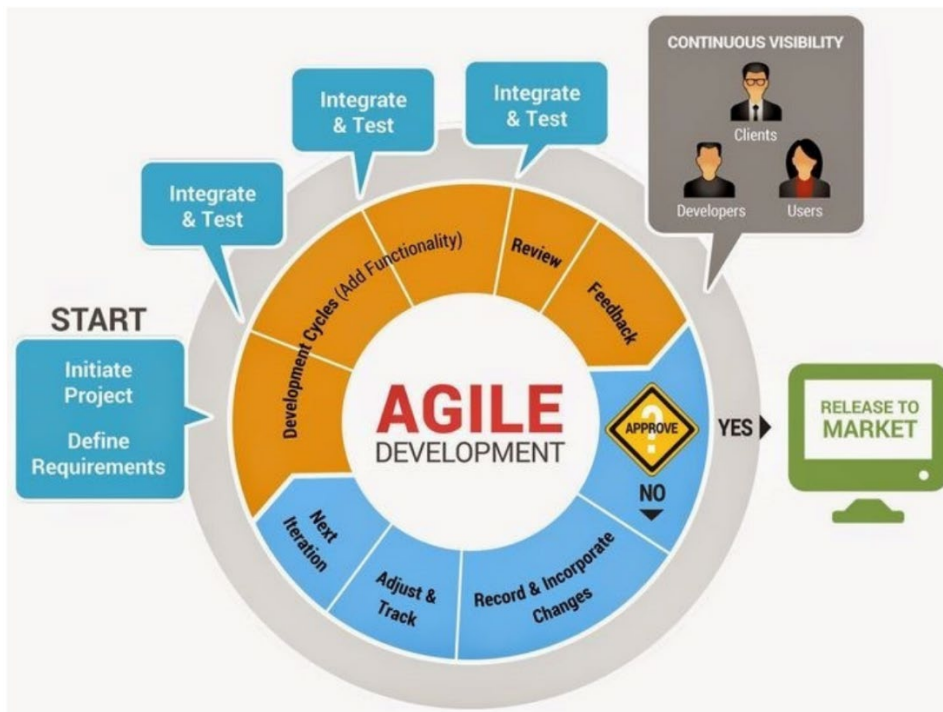 START
Initiate
Project
Define
Requirements
Integrate
& Test
Integrate
& Test
Integrate
& Test
CONTINUOUS VISIBILITY
Clients
Developers
Users
Development Cycles (Add Functionality)
Review
Feedback
AGILE
DEVELOPMENT
?
APPROVE
YES
NO
RELEASE TO
MARKET
Record & Incorporate
Changes
Adjust &
Track
Next
Iteration